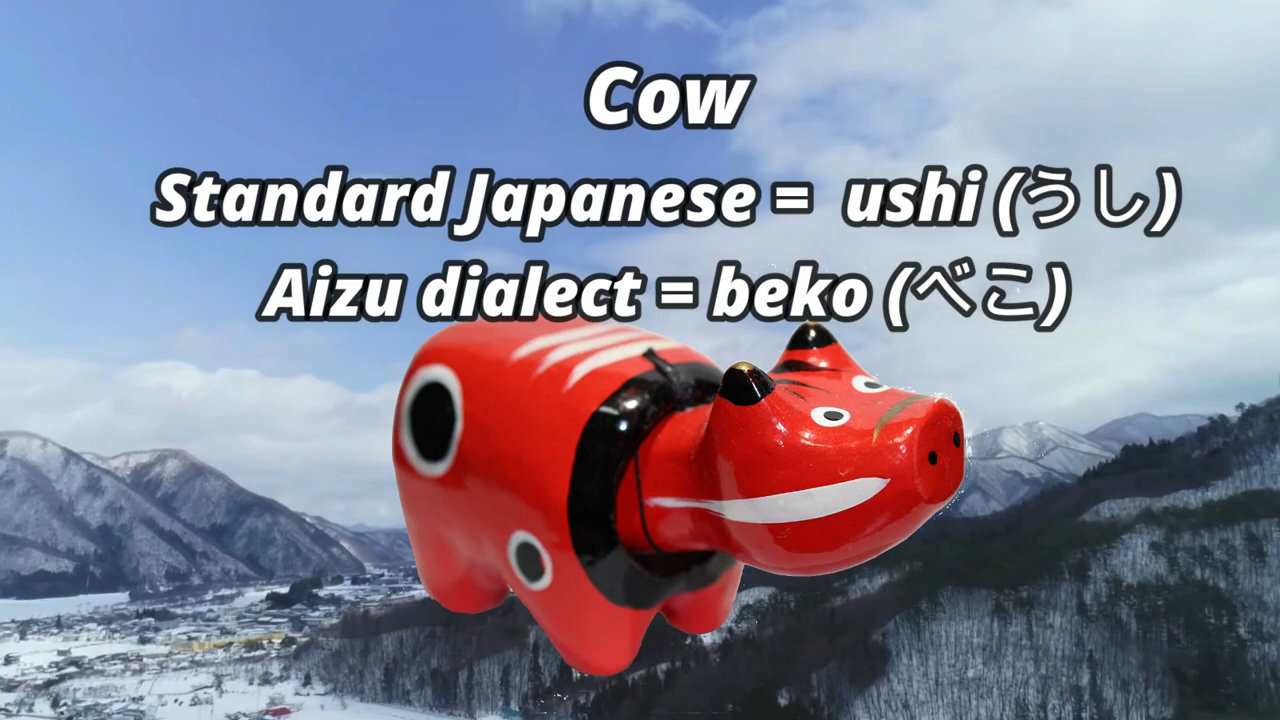 Cow
Standard Japanese = ushi (うし)
Aizu dialect = beko (べこ)